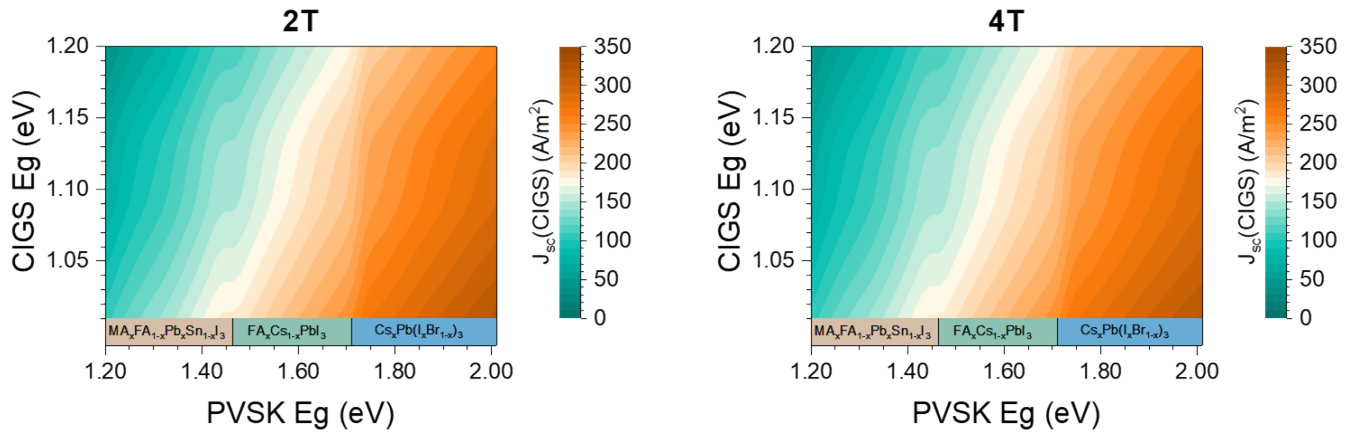 2T
CIGS Eg (eV)
1.20
1.15
1.10
1.05
MAₓFA₁₋ₓPbₓSn₁₋ₓI₃
FAₓCs₁₋ₓPbI₃
CsₓPb(IₓBr₁₋ₓ)₃
1.20 1.40 1.60 1.80 2.00
PVSK Eg (eV)
350
300
250
200
150
100
50
0
Jsc(CIGS) (A/m²)
4T
CIGS Eg (eV)
1.20
1.15
1.10
1.05
MAₓFA₁₋ₓPbₓSn₁₋ₓI₃
FAₓCs₁₋ₓPbI₃
CsₓPb(IₓBr₁₋ₓ)₃
1.20 1.40 1.60 1.80 2.00
PVSK Eg (eV)
350
300
250
200
150
100
50
0
Jsc(CIGS) (A/m²)